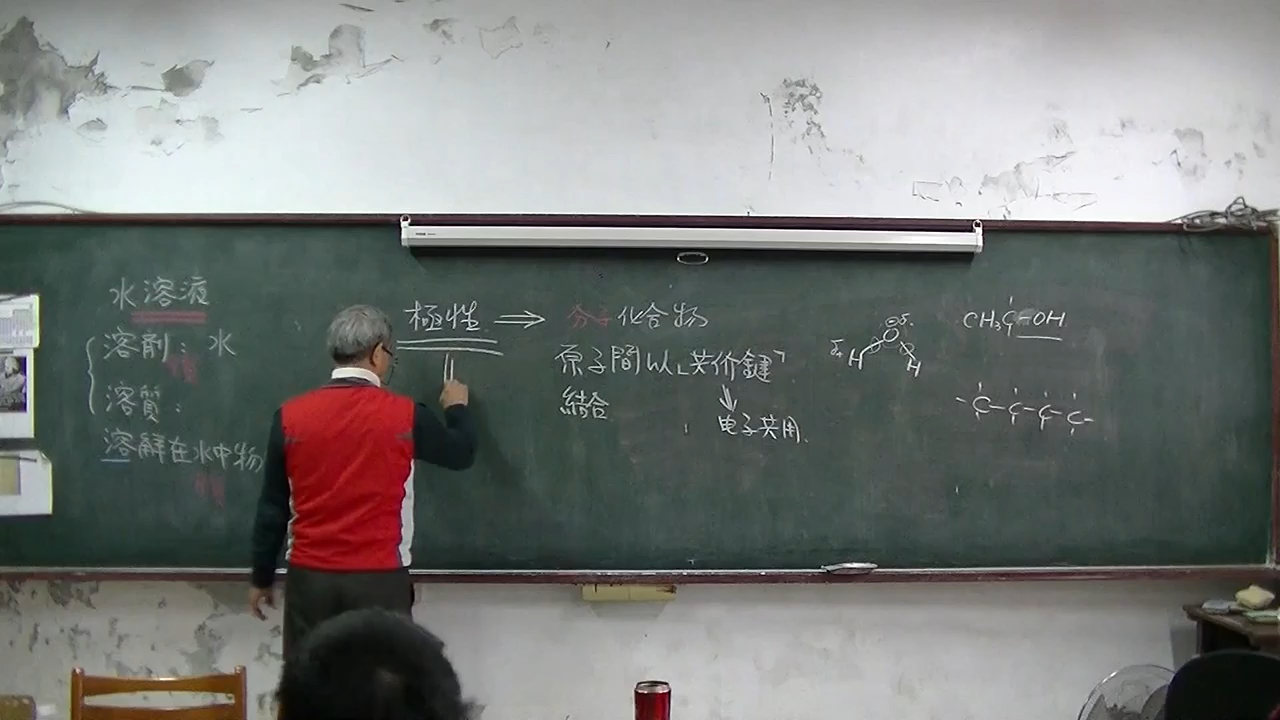 水溶液
溶劑：水
溶質：
溶解在水中物
極性 ⇒ 分子化合物
原子間以「共价鍵」
結合
电子共用.
δ+ H O δ- H
CH₃C-OH
-C-C-C-C-